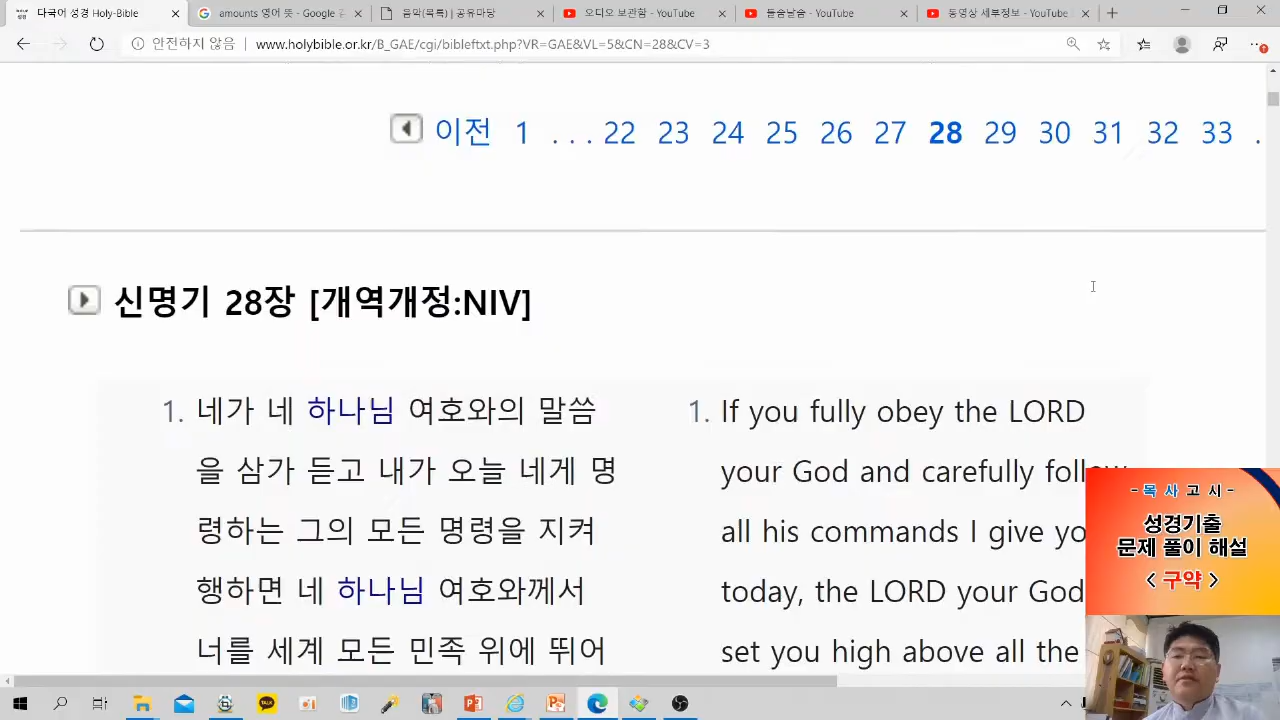 다국어 성경 Holy-Bible
amounts 영어 뜻 - Google 검
음악(목록) | 공유마당
오디오 보관함 - YouTube
들숨날숨 - YouTube
동영상 세부정보 - YouTube
안전하지 않음 | www.holybible.or.kr/B_GAE/cgi/bibleftxt.php?VR=GAE&VL=5&CN=28&CV=3
이전 1 . . . 22 23 24 25 26 27 28 29 30 31 32 33 .
신명기 28장 [개역개정:NIV]
1. 네가 네 하나님 여호와의 말씀
을 삼가 듣고 내가 오늘 네게 명
령하는 그의 모든 명령을 지켜
행하면 네 하나님 여호와께서
너를 세계 모든 민족 위에 뛰어
1. If you fully obey the LORD
your God and carefully follow
all his commands I give yo
today, the LORD your God
set you high above all the
- 목 사 고 시 -
성경기출
문제 풀이 해설
< 구약 >